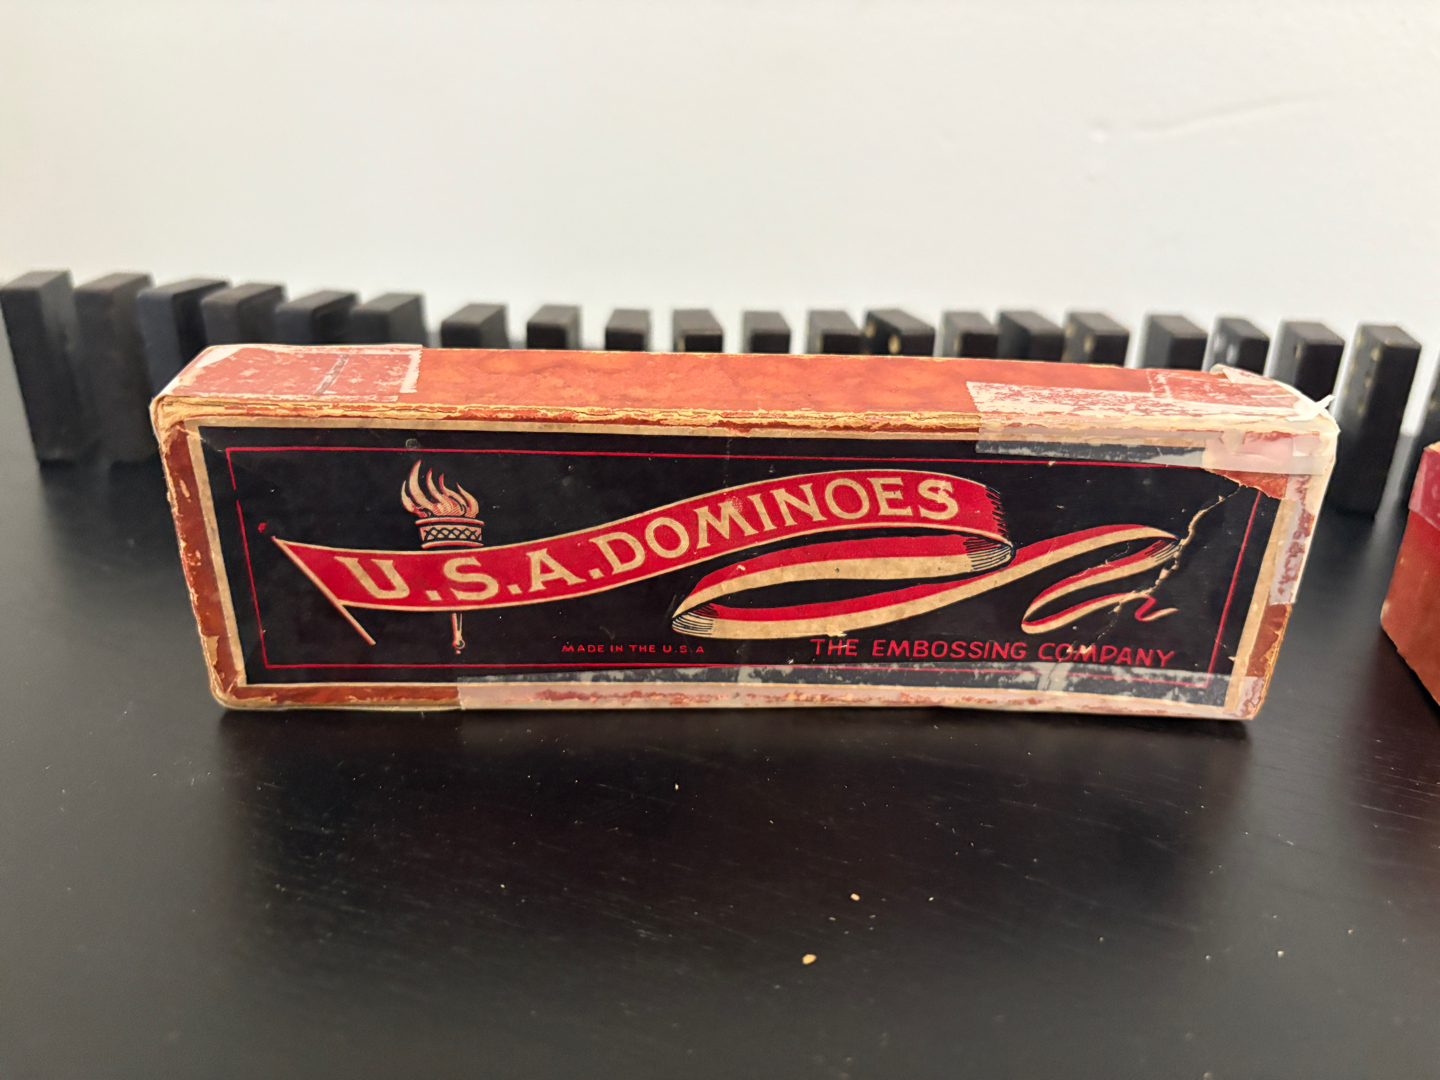 U.S.A. DOMINOES
MADE IN THE U.S.A
THE EMBOSSING COMPANY